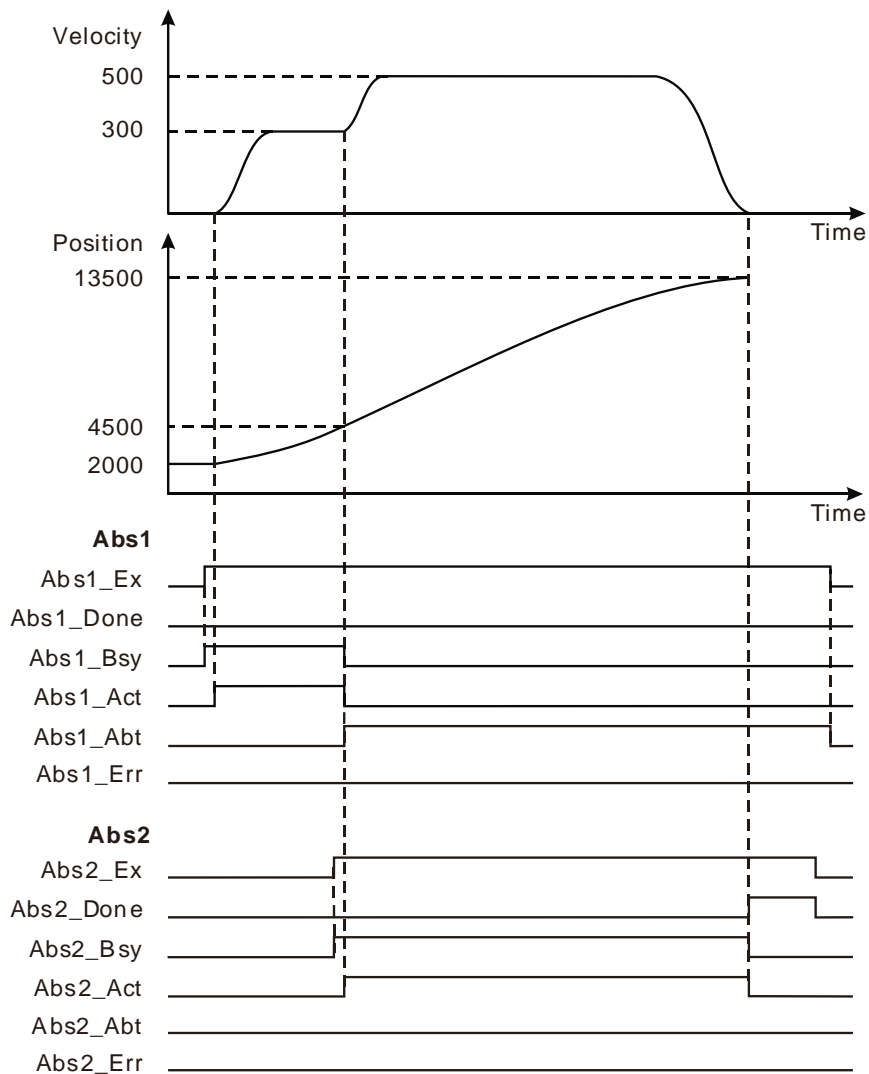 Velocity
500
300
Time
Position
13500
4500
2000
Time
Abs1
Abs1_Ex
Abs1_Done
Abs1_Bsy
Abs1_Act
Abs1_Abt
Abs1_Err
Abs2
Abs2_Ex
Abs2_Done
Abs2_Bsy
Abs2_Act
Abs2_Abt
Abs2_Err